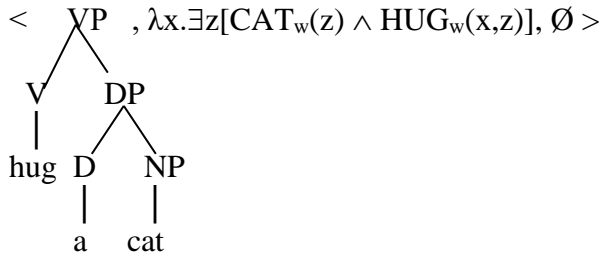 < VP , λx.∃z[CATw(z) ∧ HUGw(x,z)], Ø >
V DP
hug D NP
a cat